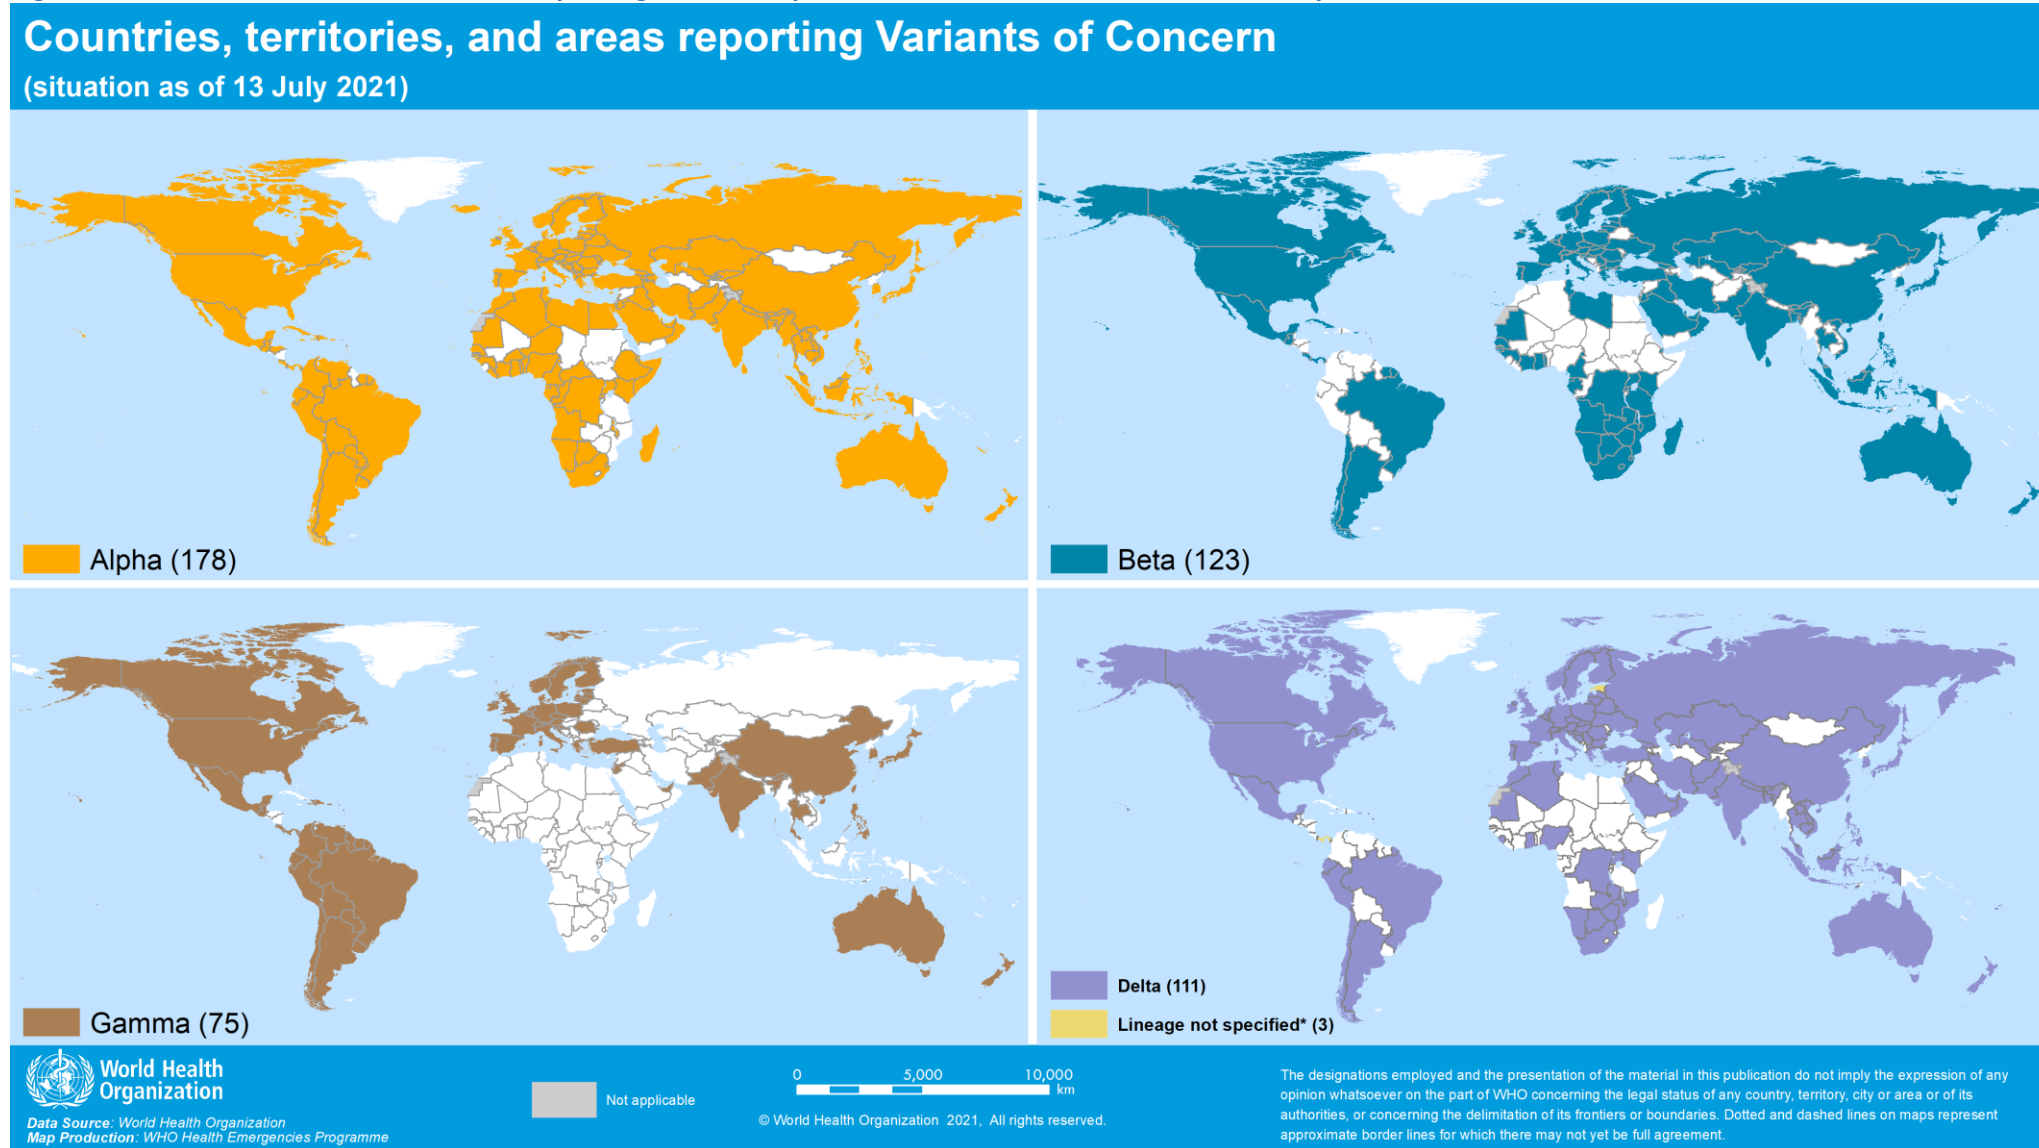 Countries, territories, and areas reporting Variants of Concern
(situation as of 13 July 2021)
Alpha (178)
Beta (123)
Gamma (75)
Delta (111)
Lineage not specified* (3)
World Health
Organization
Data Source: World Health Organization
Map Production: WHO Health Emergencies Programme
Not applicable
0 5,000 10,000
km
© World Health Organization 2021, All rights reserved.
The designations employed and the presentation of the material in this publication do not imply the expression of any
opinion whatsoever on the part of WHO concerning the legal status of any country, territory, city or area or of its
authorities, or concerning the delimitation of its frontiers or boundaries. Dotted and dashed lines on maps represent
approximate border lines for which there may not yet be full agreement.